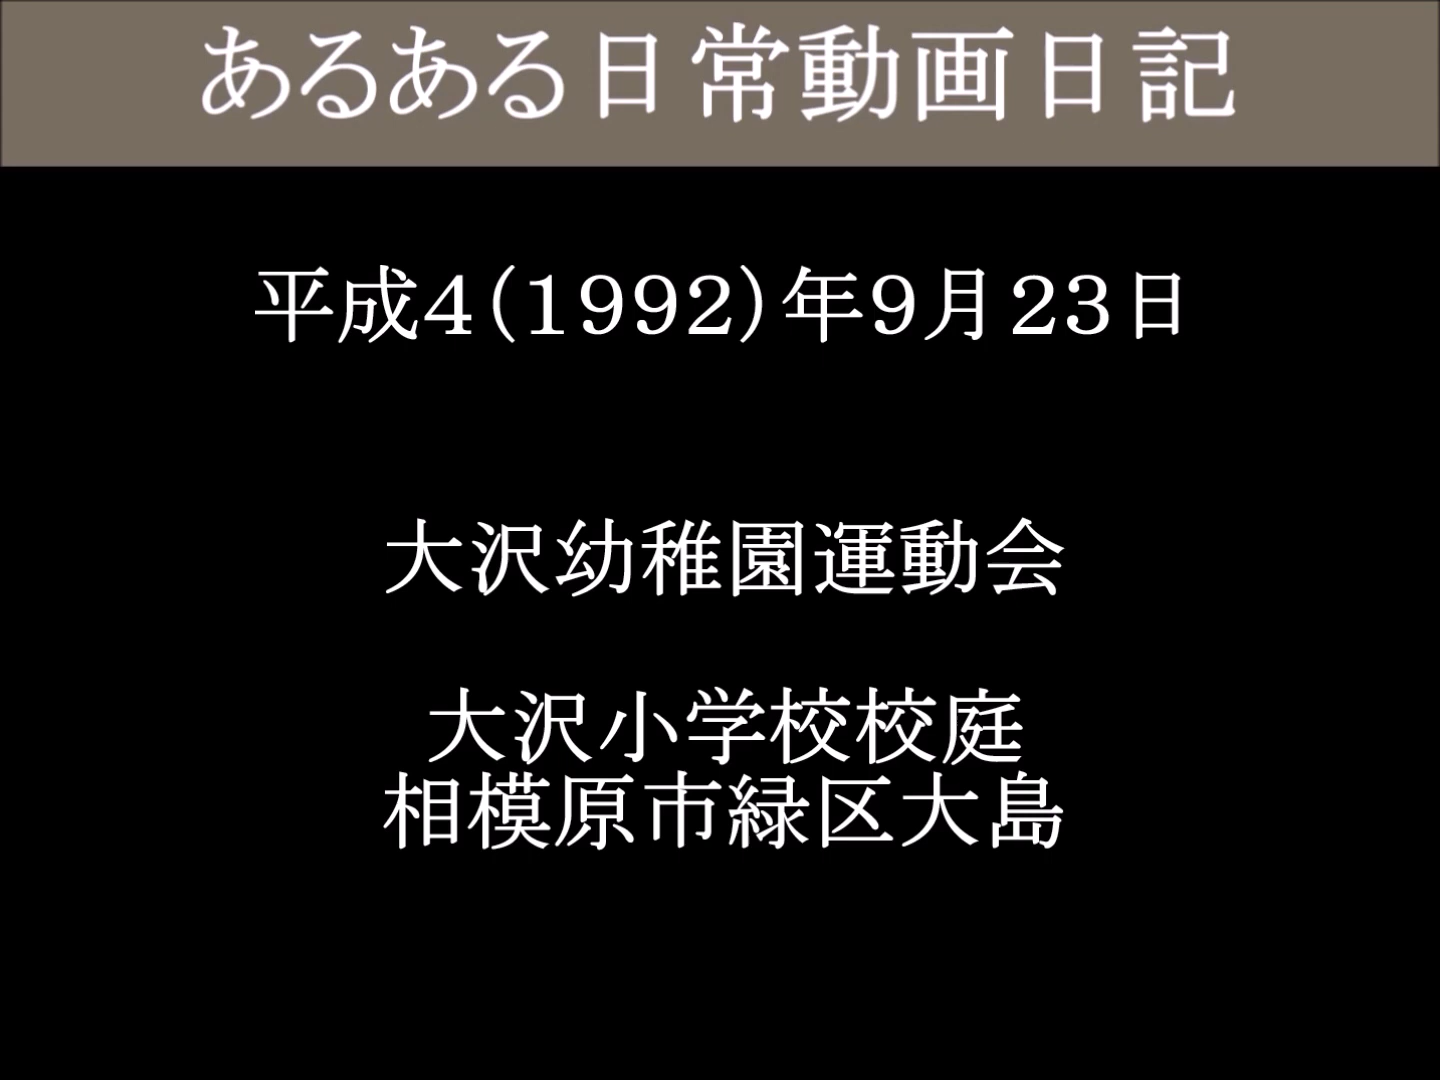 あるある日常動画日記
平成4(1992)年9月23日
大沢幼稚園運動会
大沢小学校校庭
相模原市緑区大島